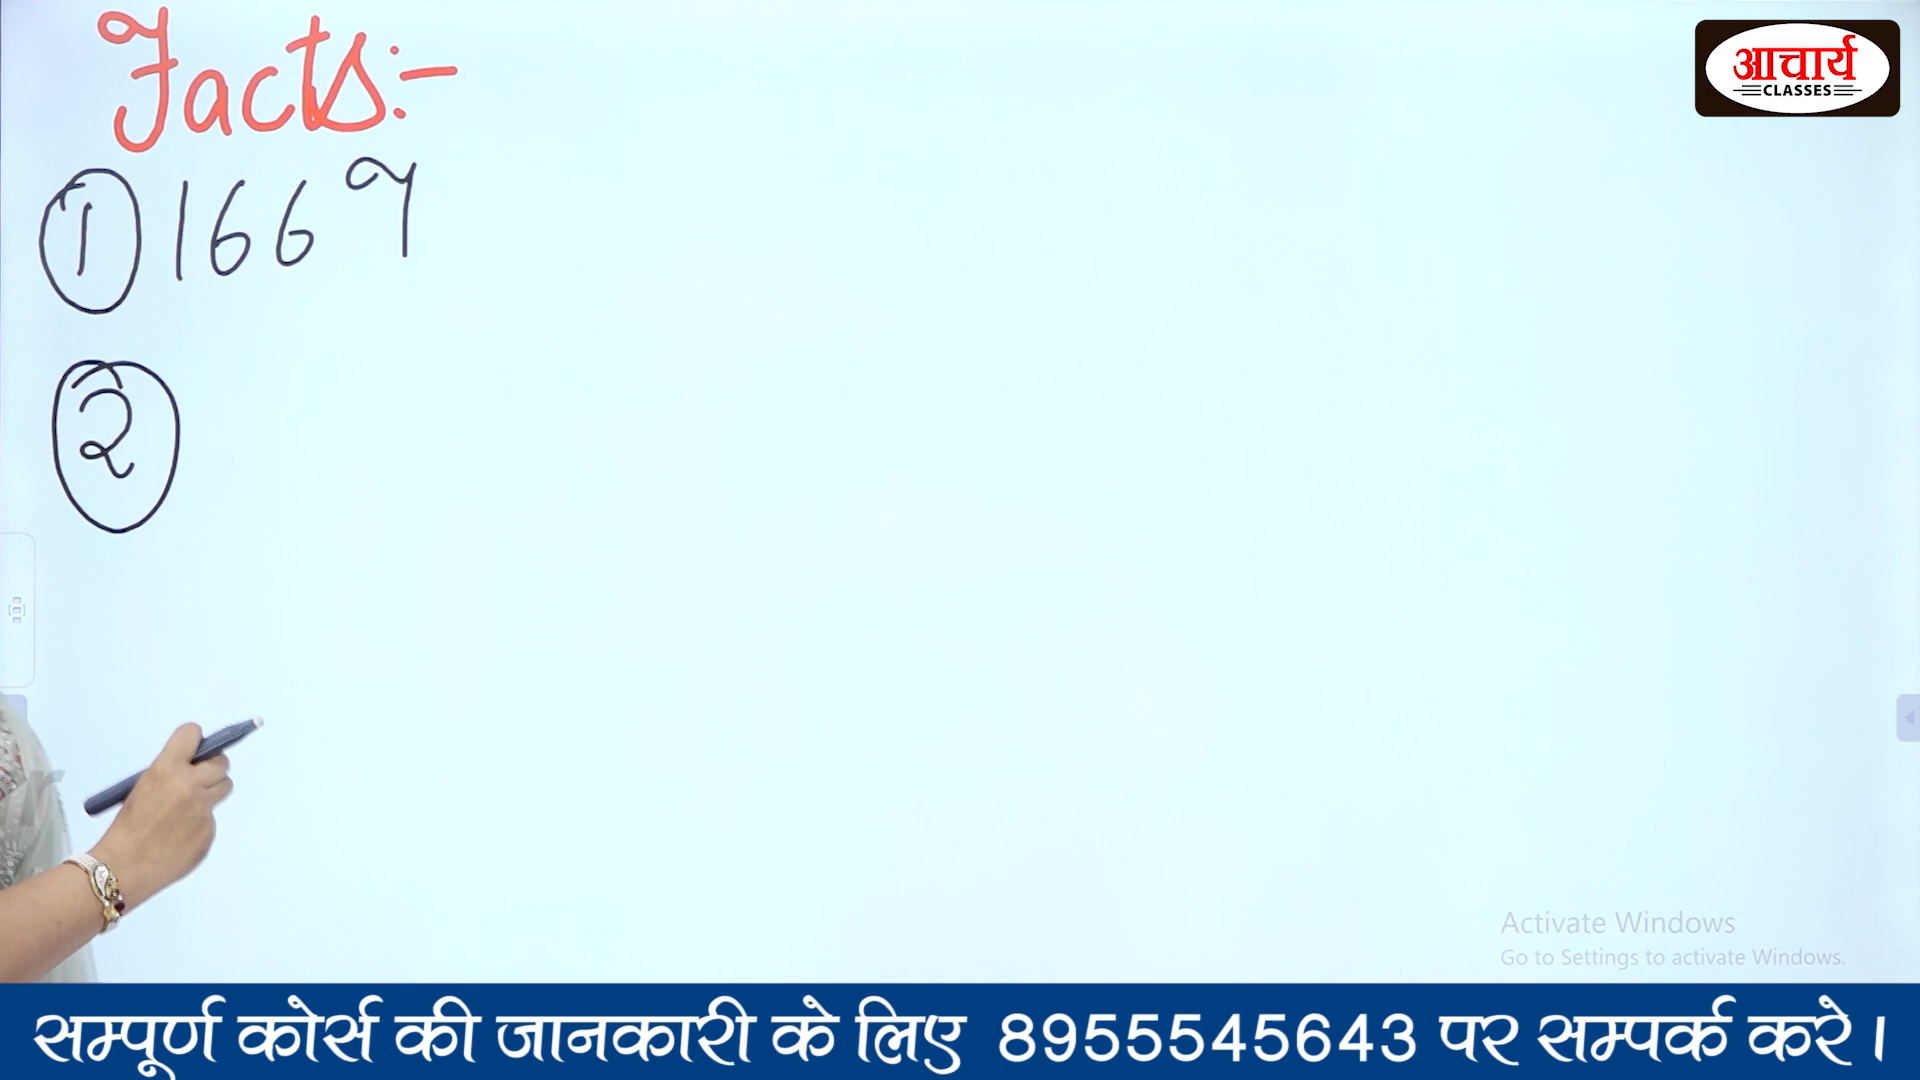 Facts:-
① 1667
②
आचार्य
CLASSES
Activate Windows
Go to Settings to activate Windows.
सम्पूर्ण कोर्स की जानकारी के लिए 8955545643 पर सम्पर्क करे।